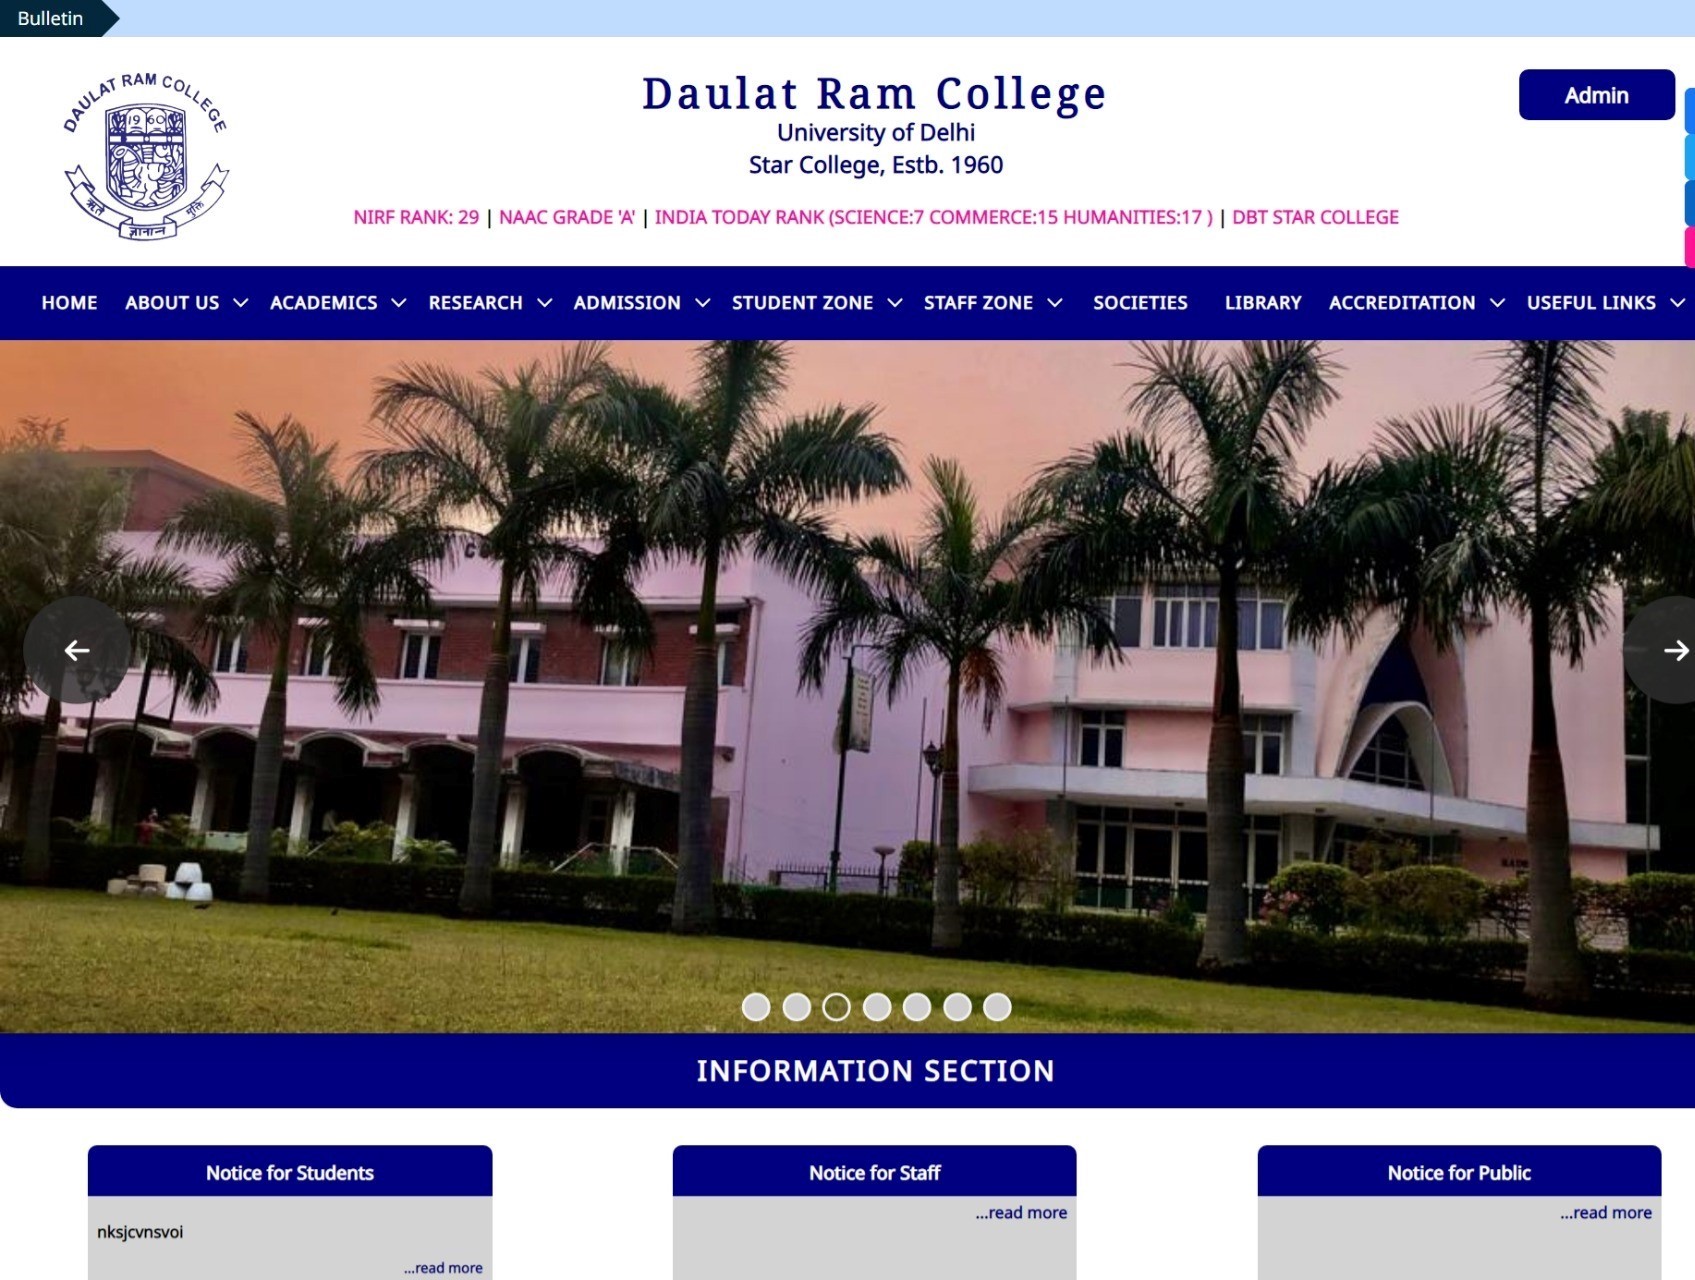 Bulletin
DAULAT RAM COLLEGE
1960
ऋते
ज्ञानान्न
मुक्ति
Daulat Ram College
University of Delhi
Star College, Estb. 1960
Admin
NIRF RANK: 29 | NAAC GRADE 'A' | INDIA TODAY RANK (SCIENCE:7 COMMERCE:15 HUMANITIES:17 ) | DBT STAR COLLEGE
HOME ABOUT US ACADEMICS RESEARCH ADMISSION STUDENT ZONE STAFF ZONE SOCIETIES LIBRARY ACCREDITATION USEFUL LINKS
INFORMATION SECTION
Notice for Students
nksjcvnsvoi
...read more
Notice for Staff
...read more
Notice for Public
...read more